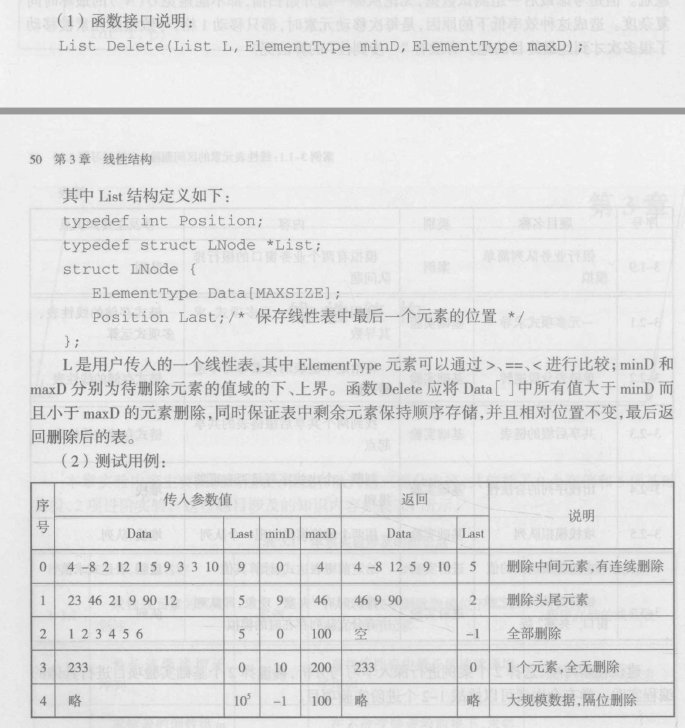 （1）函数接口说明：
List Delete(List L, ElementType minD, ElementType maxD);
50 第3章 线性结构
其中 List 结构定义如下：
typedef int Position;
typedef struct LNode *List;
struct LNode {
ElementType Data[MAXSIZE];
Position Last;/* 保存线性表中最后一个元素的位置 */
};
L是用户传入的一个线性表,其中 ElementType 元素可以通过 >、==、< 进行比较；minD 和
maxD 分别为待删除元素的值域的下、上界。函数 Delete 应将 Data[ ]中所有值大于 minD 而
且小于 maxD 的元素删除,同时保证表中剩余元素保持顺序存储,并且相对位置不变,最后返
回删除后的表。
（2）测试用例：
序号 传入参数值 返回 说明
Data Last minD maxD Data Last
0 4 -8 2 12 1 5 9 3 3 10 9 0 4 4 -8 12 5 9 10 5 删除中间元素,有连续删除
1 23 46 21 9 90 12 5 9 46 46 9 90 2 删除头尾元素
2 1 2 3 4 5 6 5 0 100 空 -1 全部删除
3 233 0 10 200 233 0 1个元素,全无删除
4 略 10⁵ -1 100 略 略 大规模数据,隔位删除